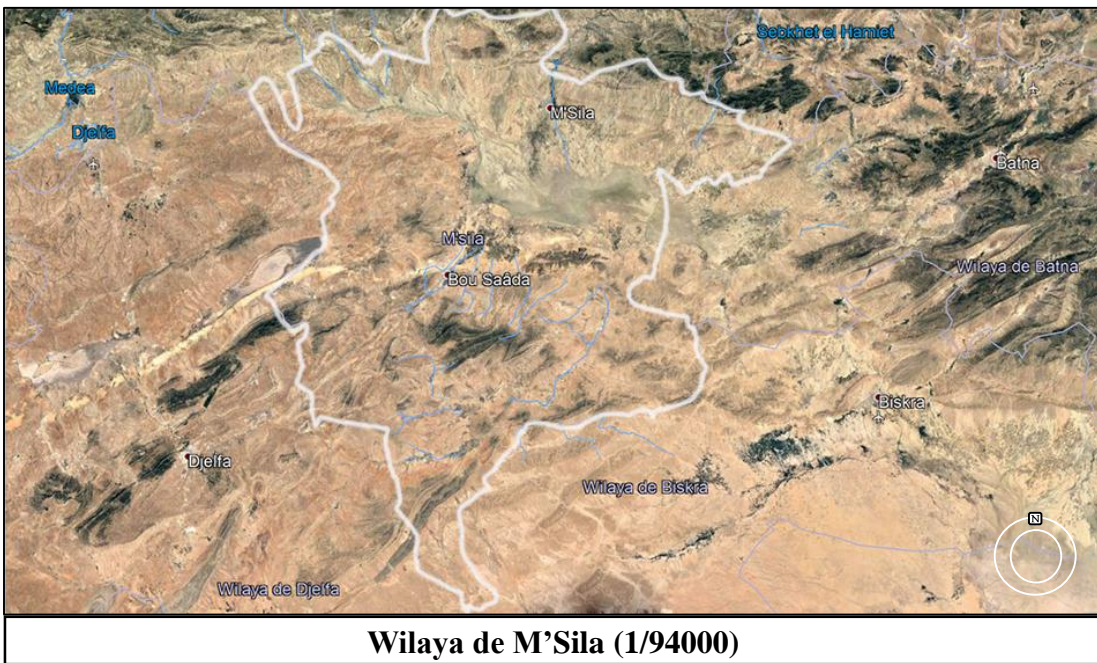 Sebkhet el Hamiet
Medea
M'Sila
Djelfa
Batna
M'sila
Wilaya de Batna
Bou Saâda
Biskra
Djelfa
Wilaya de Biskra
N
Wilaya de Djelfa
Wilaya de M’Sila (1/94000)